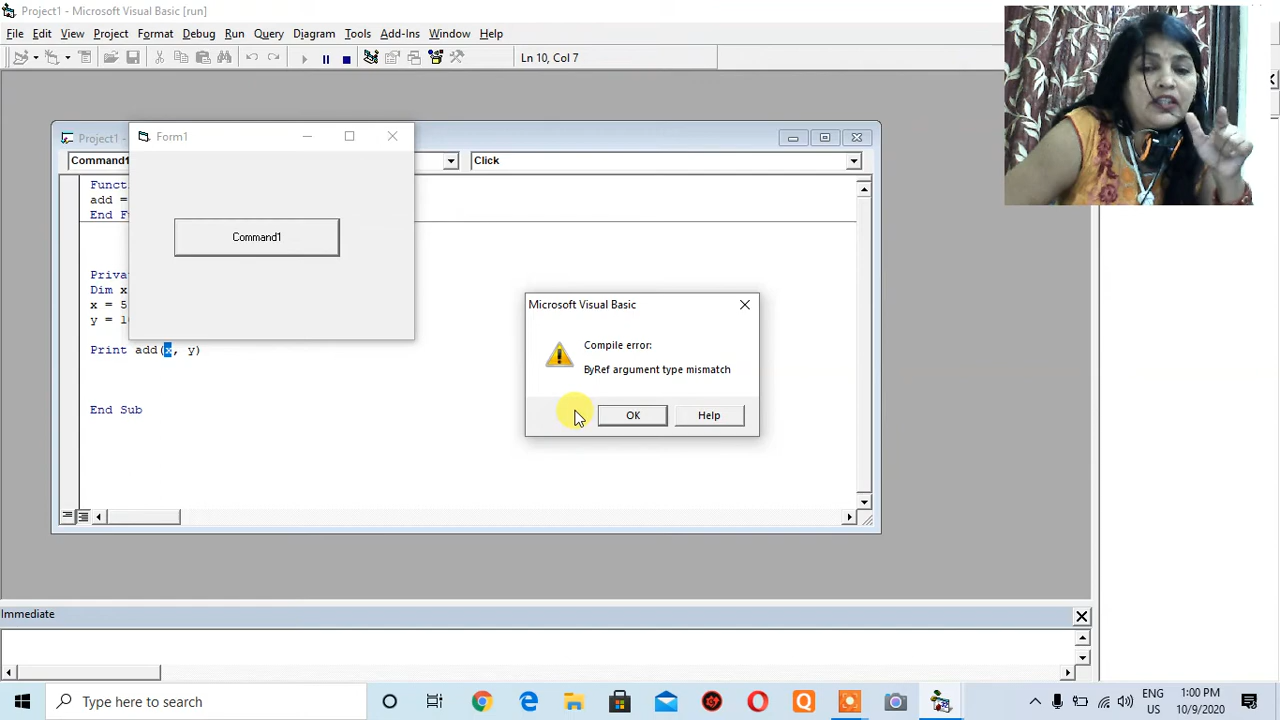 Project1 - Microsoft Visual Basic [run]
File Edit View Project Format Debug Run Query Diagram Tools Add-Ins Window Help
Ln 10, Col 7
Project1 -
Form1
Command1
Click
Functi
add =
End F
Command1
Priva
Dim x
x = 5
y = 1
Print add(x, y)
End Sub
Microsoft Visual Basic
Compile error:
ByRef argument type mismatch
OK
Help
Immediate
Type here to search
ENG
US
1:00 PM
10/9/2020